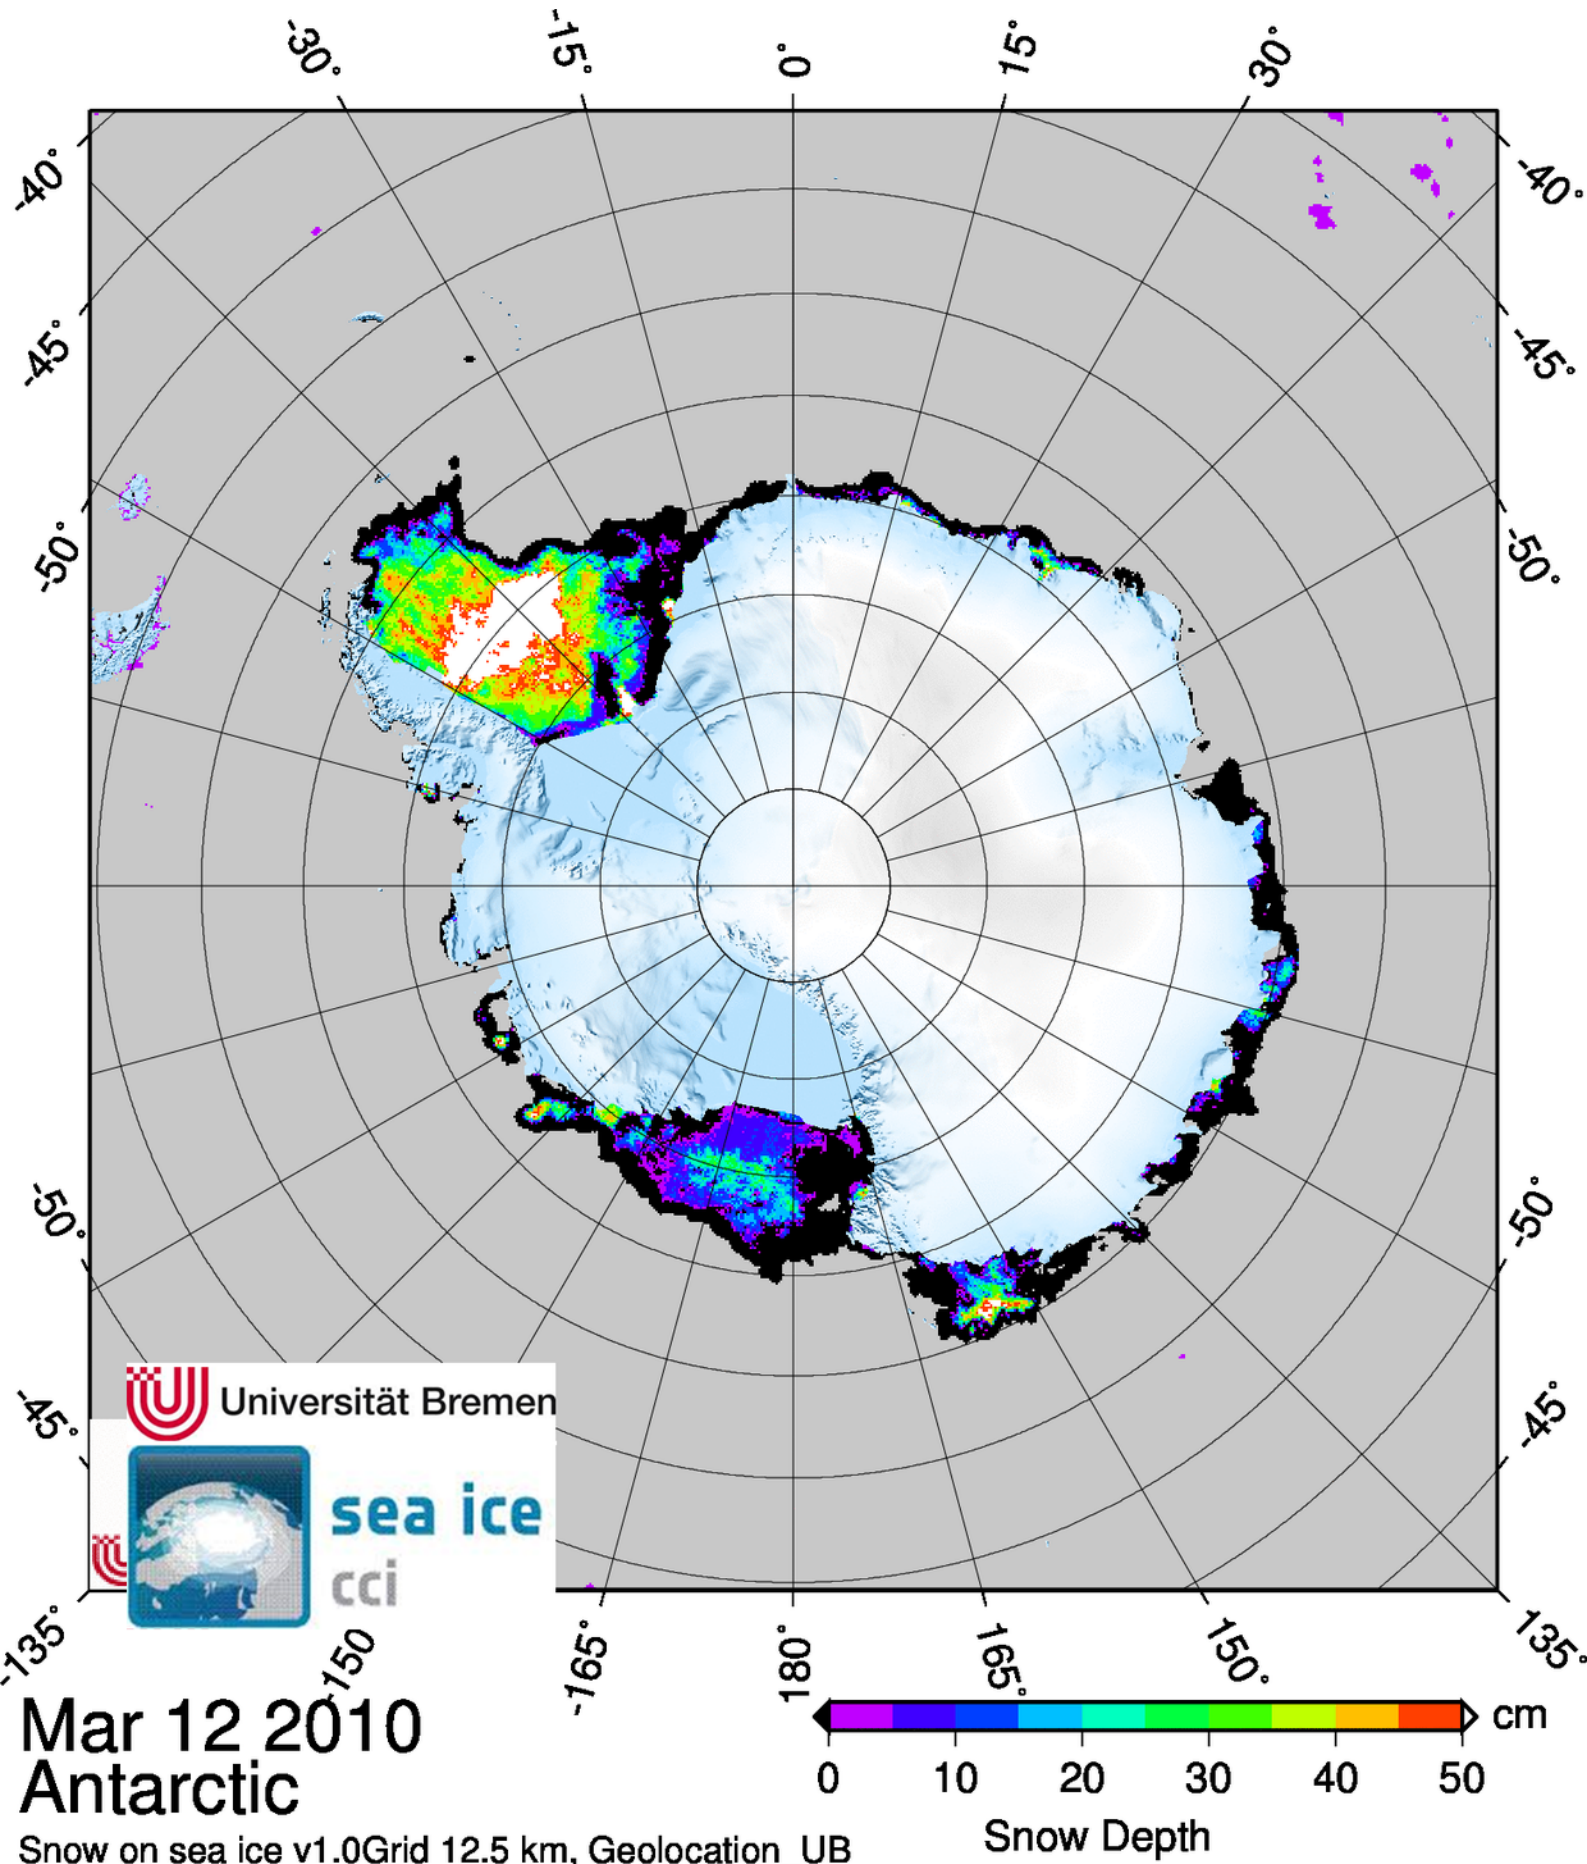 -30° -15° 0° 15° 30°
-40° -40°
-45° -45°
-50° -50°
-50° -50°
-45° -45°
Universität Bremen
sea ice
cci
-135° -150 -165° 180° 165° 150° 135°
Mar 12 2010
Antarctic
Snow on sea ice v1.0Grid 12.5 km, Geolocation UB
cm
0 10 20 30 40 50
Snow Depth